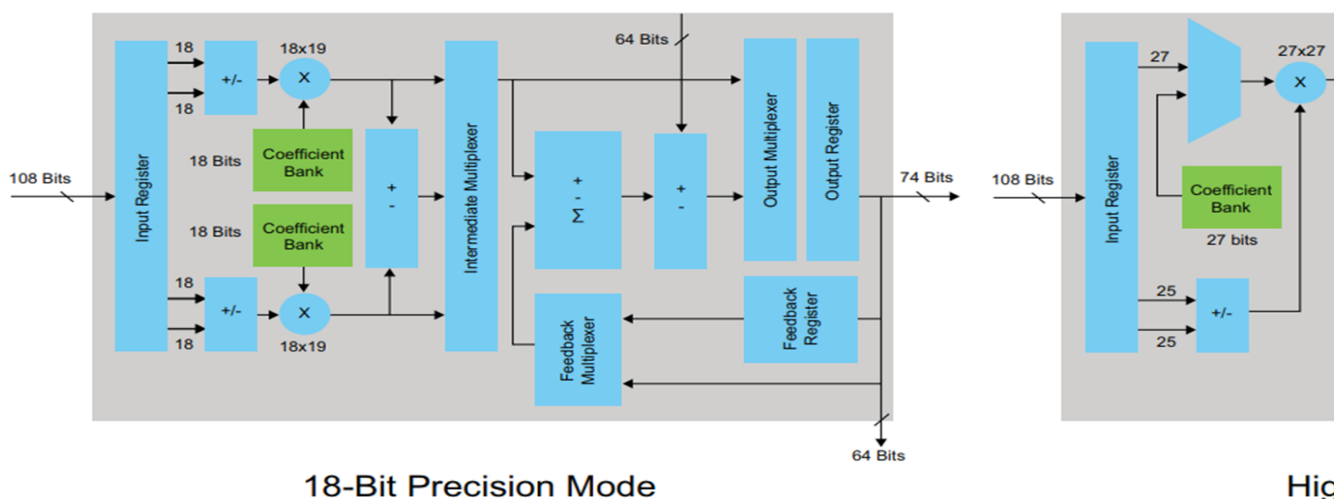 108 Bits
Input Register
18
18
+/-
18x19
X
18 Bits
Coefficient
Bank
18 Bits
Coefficient
Bank
18
18
+/-
X
18x19
+
-
Intermediate Multiplexer
64 Bits
- +
Σ
+
-
Output Multiplexer
Output Register
Feedback
Multiplexer
Feedback
Register
74 Bits
64 Bits
18-Bit Precision Mode
108 Bits
Input Register
27
27x27
X
Coefficient
Bank
27 bits
25
25
+/-
Hig